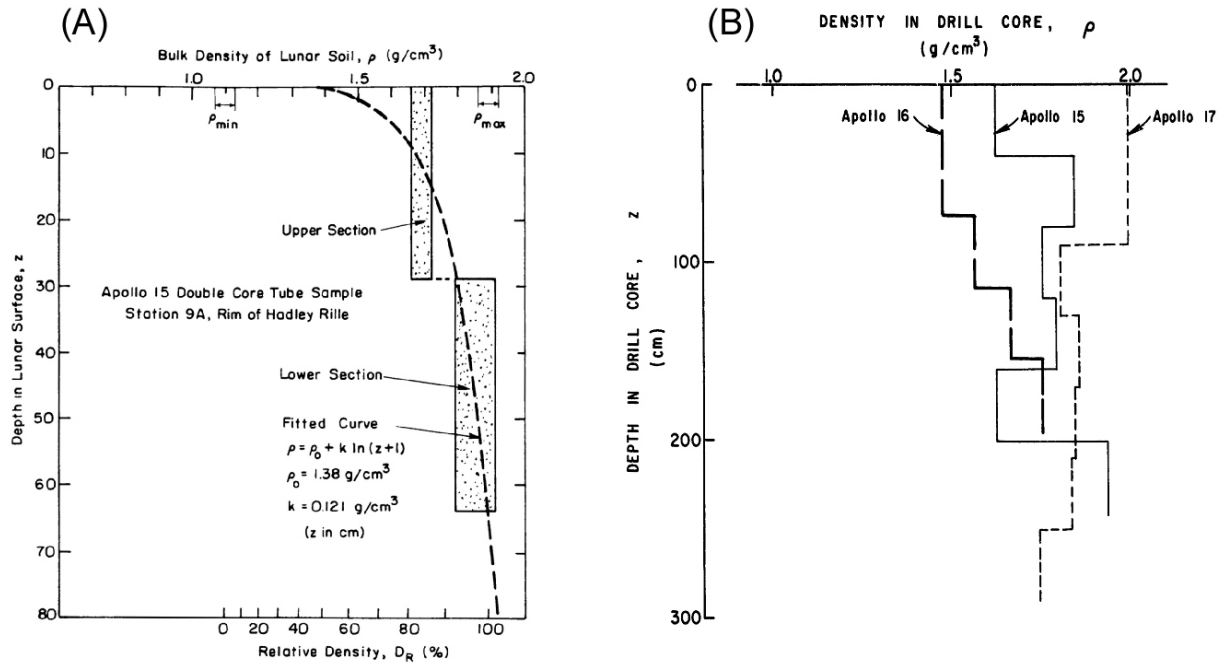 (A)
Bulk Density of Lunar Soil, ρ (g/cm³)
1.0 1.5 2.0
0
ρmin
ρmax
10
20
Upper Section
30
Apollo 15 Double Core Tube Sample
Station 9A, Rim of Hadley Rille
Depth in Lunar Surface, z
40
Lower Section
50
Fitted Curve
ρ = ρ₀ + k ln (z+1)
ρ₀ = 1.38 g/cm³
60
k = 0.121 g/cm³
(z in cm)
70
80
0 20 40 60 80 100
Relative Density, D_R (%)
(B)
DENSITY IN DRILL CORE, ρ
(g/cm³)
1.0 1.5 2.0
0
Apollo 16
Apollo 15
Apollo 17
100
DEPTH IN DRILL CORE, z
(cm)
200
300